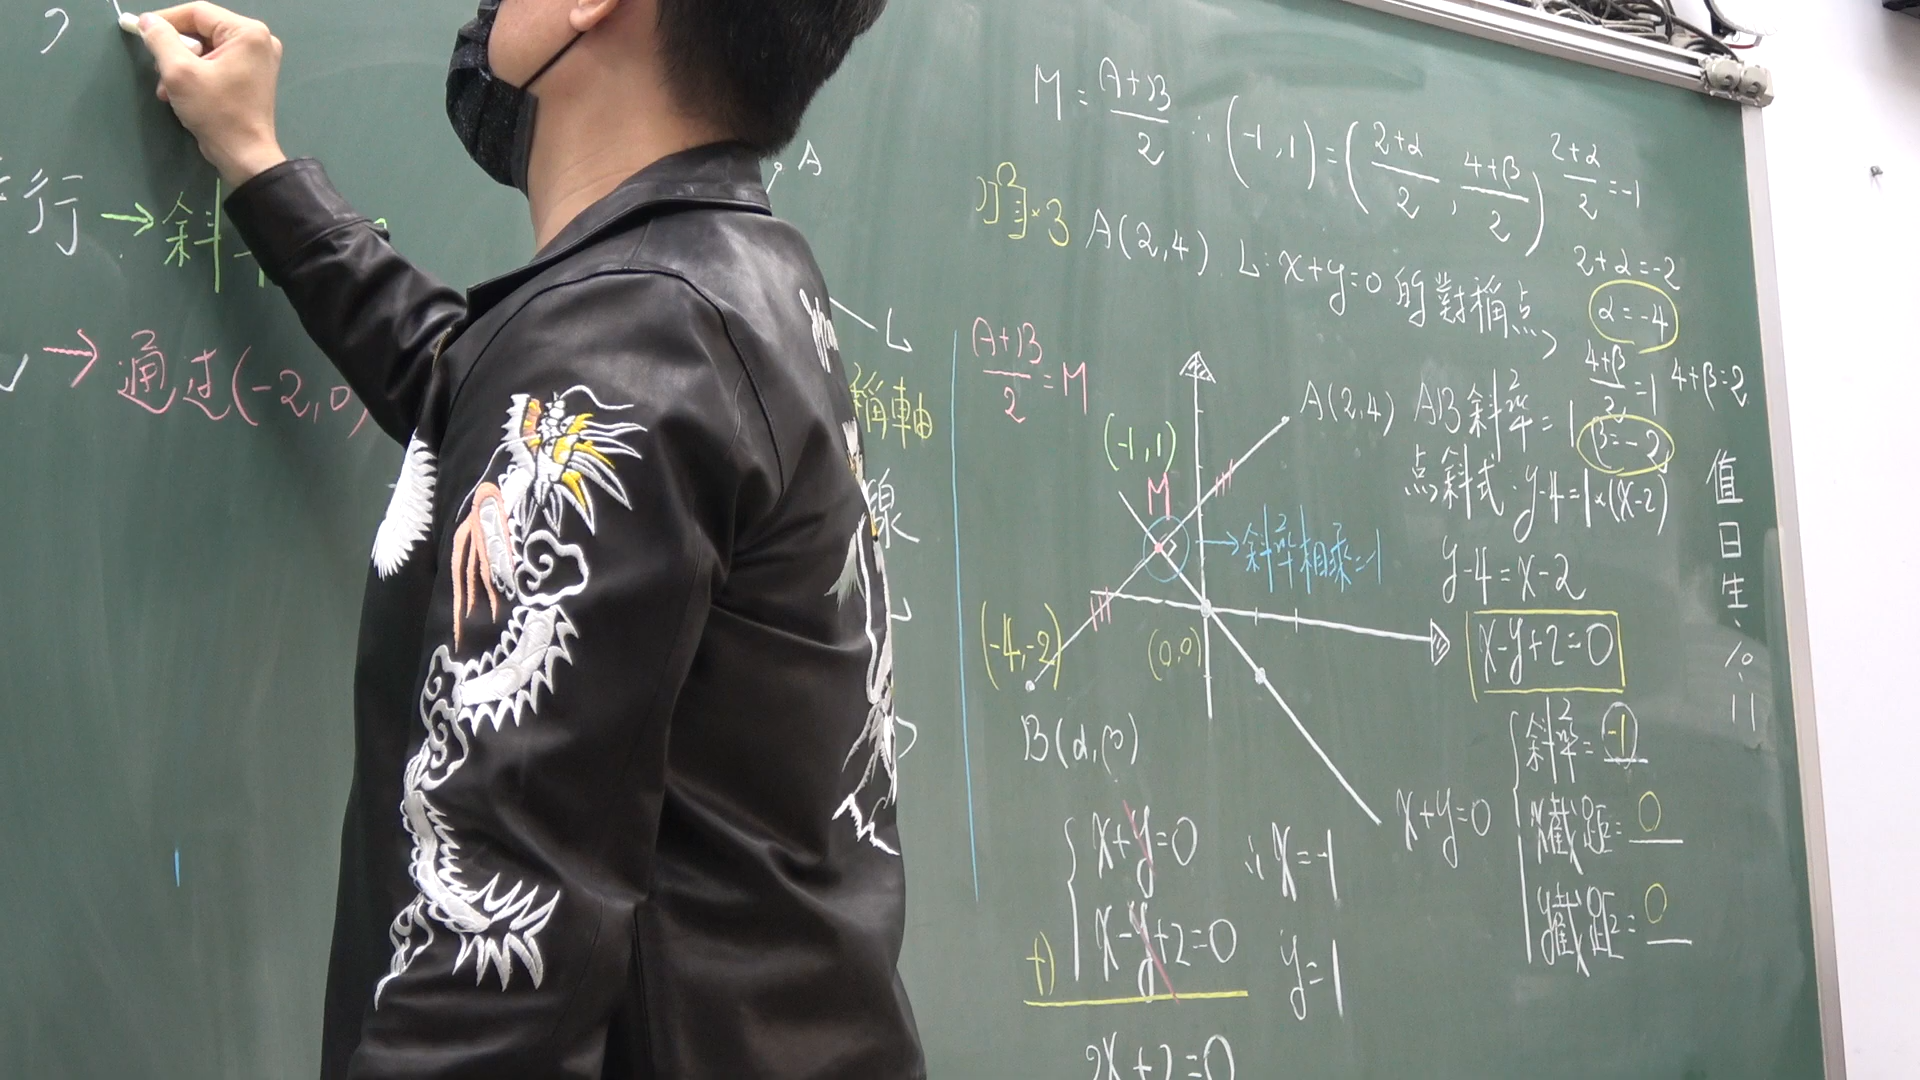 行 → 斜
→ 通过(-2,0)
A
L
稱軸
線
M = A+B/2 ∴ (-1,1) = (2+α/2 , 4+β/2)
2+α/2 = -1
習×3 A(2,4) L: x+y=0 的對稱点
2+α=-2
α=-4
4+β/2 = 1
4+β=2
β=-2
A+B/2 = M
A(2,4)
(-1,1)
M
→ 斜率相乘=-1
(-4,-2)
(0,0)
B(α,β)
x+y=0
AB斜率=1
点斜式: y-4=1×(x-2)
y-4=x-2
x-y+2=0
斜率=-1
x截距=0
y截距=0
x+y=0
+) x-y+2=0
2x+2=0
∴ x=-1
y=1
值日生:
10.
11